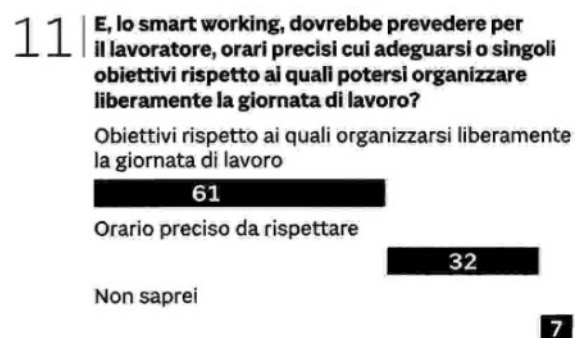 11
E, lo smart working, dovrebbe prevedere per
il lavoratore, orari precisi cui adeguarsi o singoli
obiettivi rispetto ai quali potersi organizzare
liberamente la giornata di lavoro?
Obiettivi rispetto ai quali organizzarsi liberamente
la giornata di lavoro
61
Orario preciso da rispettare
32
Non saprei
7